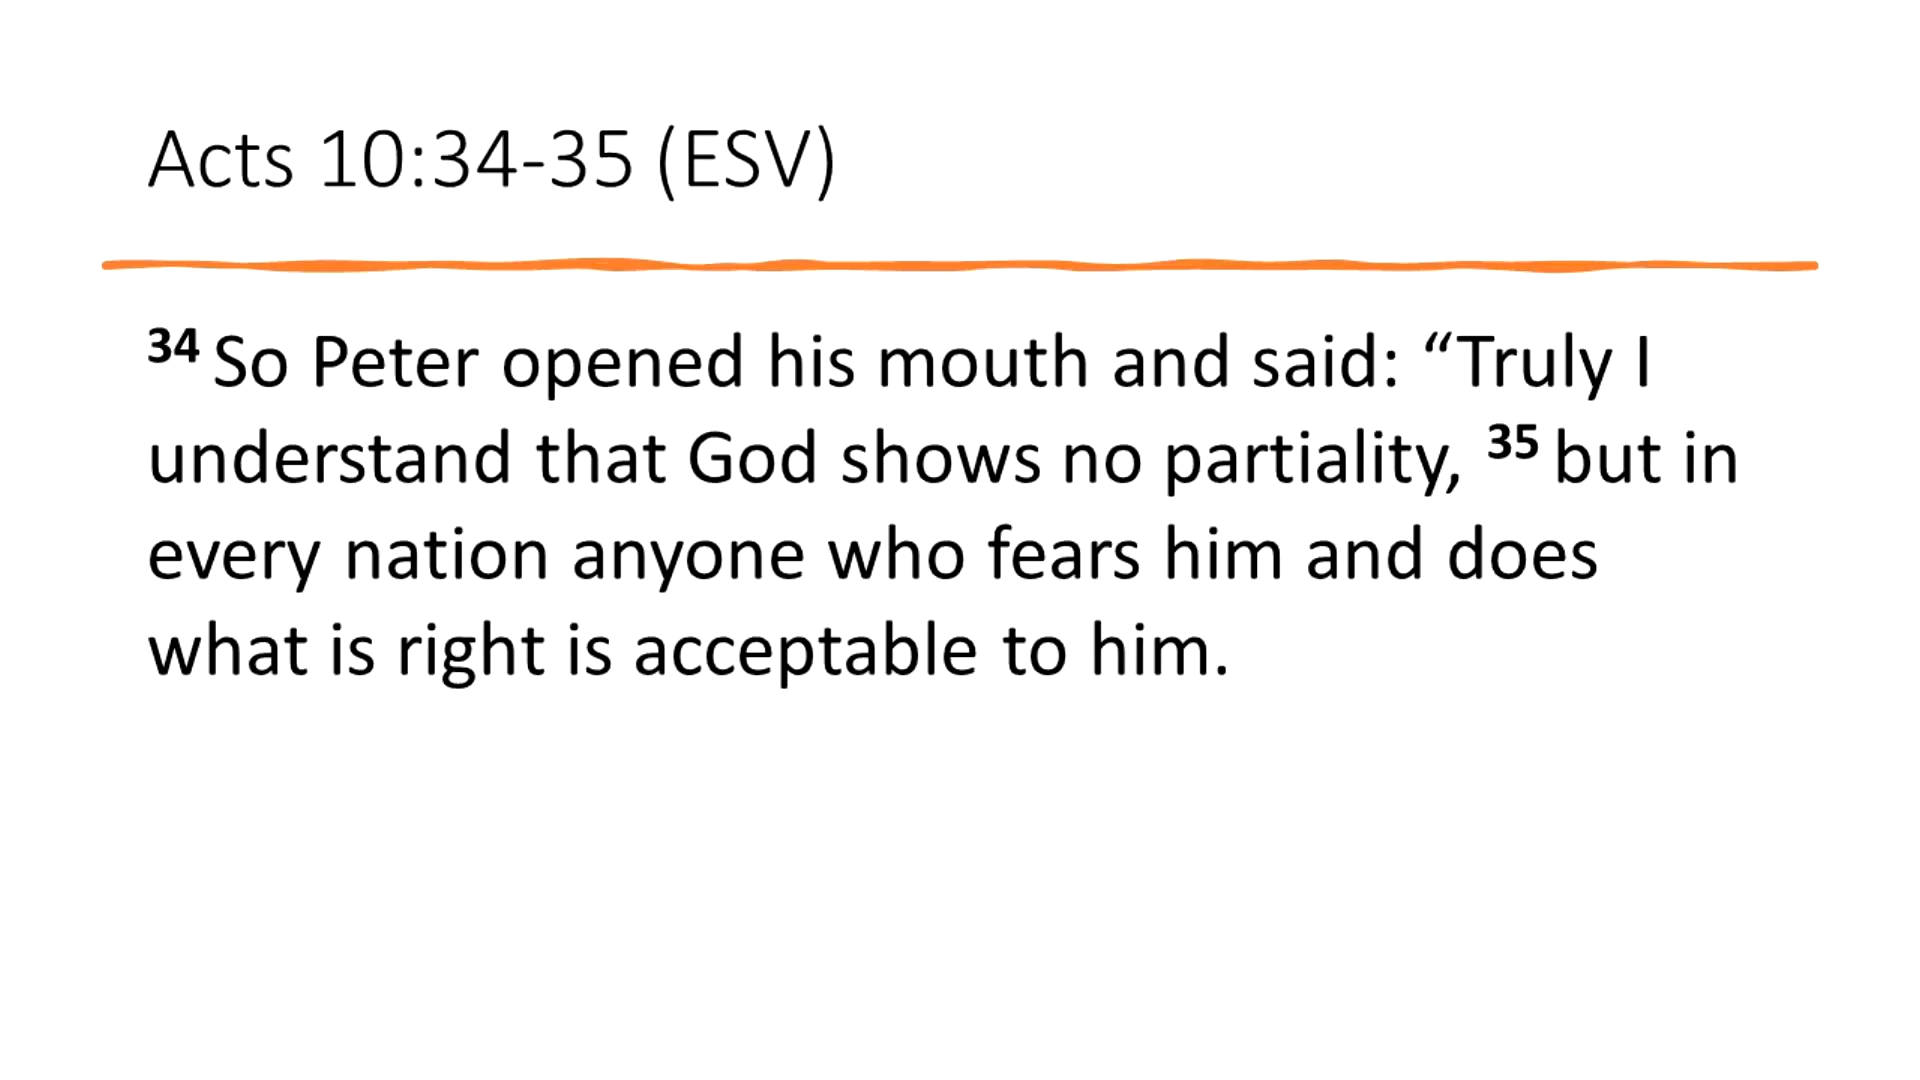 Acts 10:34-35 (ESV)
34 So Peter opened his mouth and said: “Truly I
understand that God shows no partiality, 35 but in
every nation anyone who fears him and does
what is right is acceptable to him.